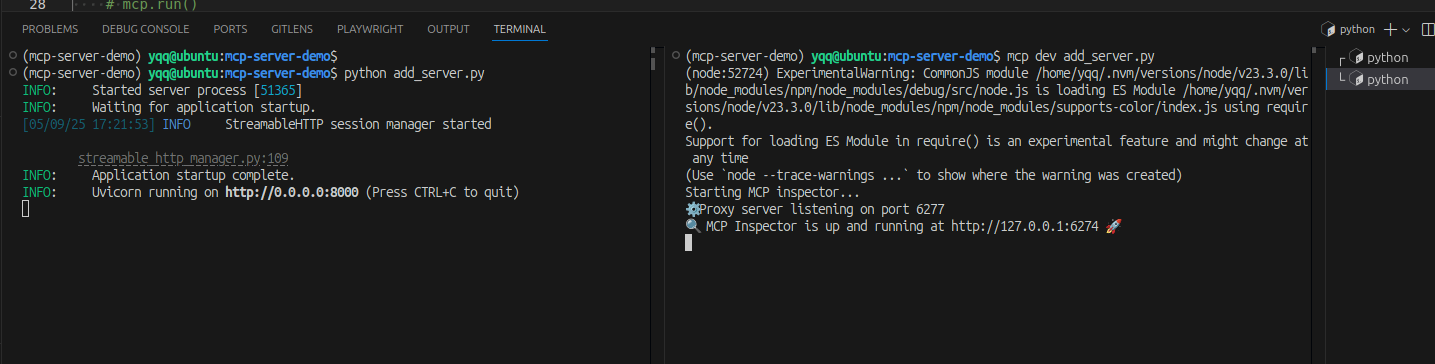 28 # mcp.run()
PROBLEMS DEBUG CONSOLE PORTS GITLENS PLAYWRIGHT OUTPUT TERMINAL python
(mcp-server-demo) yqq@ubuntu:mcp-server-demo$
(mcp-server-demo) yqq@ubuntu:mcp-server-demo$ python add_server.py
INFO: Started server process [51365]
INFO: Waiting for application startup.
[05/09/25 17:21:53] INFO StreamableHTTP session manager started
streamable_http_manager.py:109
INFO: Application startup complete.
INFO: Uvicorn running on http://0.0.0.0:8000 (Press CTRL+C to quit)
(mcp-server-demo) yqq@ubuntu:mcp-server-demo$ mcp dev add_server.py
(node:52724) ExperimentalWarning: CommonJS module /home/yqq/.nvm/versions/node/v23.3.0/li
b/node_modules/npm/node_modules/debug/src/node.js is loading ES Module /home/yqq/.nvm/ver
sions/node/v23.3.0/lib/node_modules/npm/node_modules/supports-color/index.js using requir
e().
Support for loading ES Module in require() is an experimental feature and might change at
any time
(Use `node --trace-warnings ...` to show where the warning was created)
Starting MCP inspector...
⚙️Proxy server listening on port 6277
🔍 MCP Inspector is up and running at http://127.0.0.1:6274 🚀
python
python